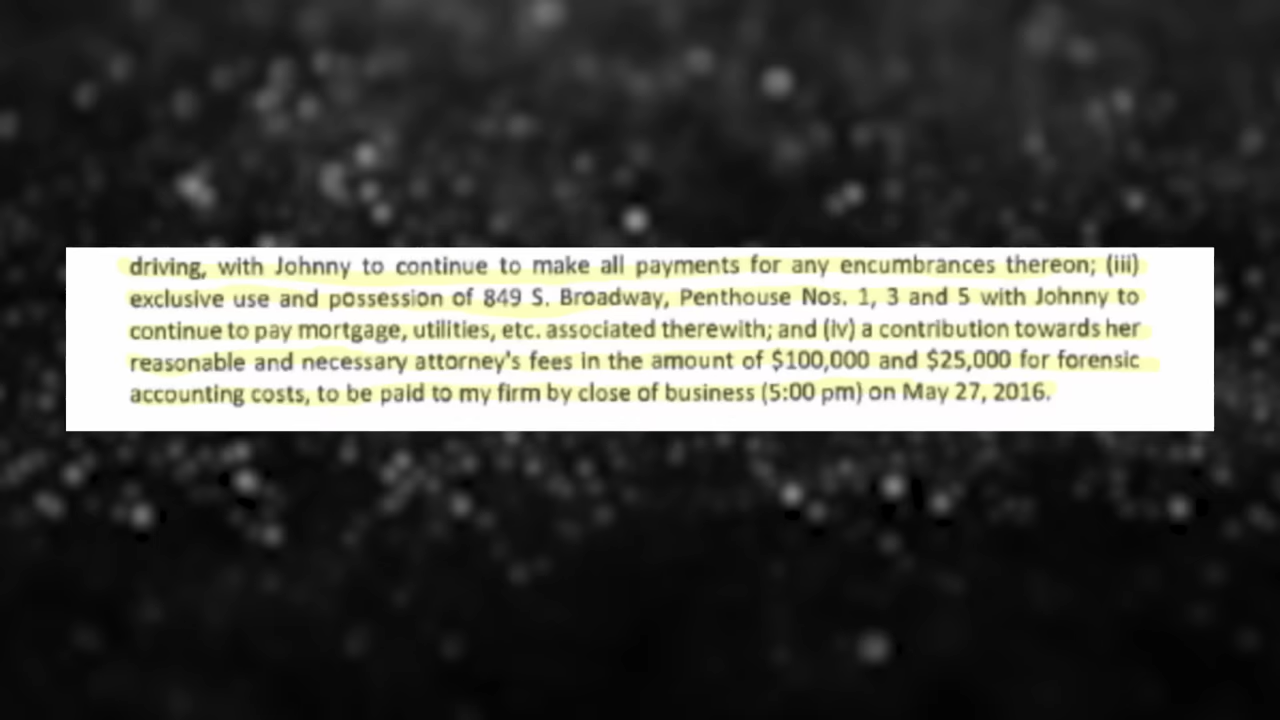 driving, with Johnny to continue to make all payments for any encumbrances thereon; (iii)
exclusive use and possession of 849 S. Broadway, Penthouse Nos. 1, 3 and 5 with Johnny to
continue to pay mortgage, utilities, etc. associated therewith; and (iv) a contribution towards her
reasonable and necessary attorney's fees in the amount of $100,000 and $25,000 for forensic
accounting costs, to be paid to my firm by close of business (5:00 pm) on May 27, 2016.